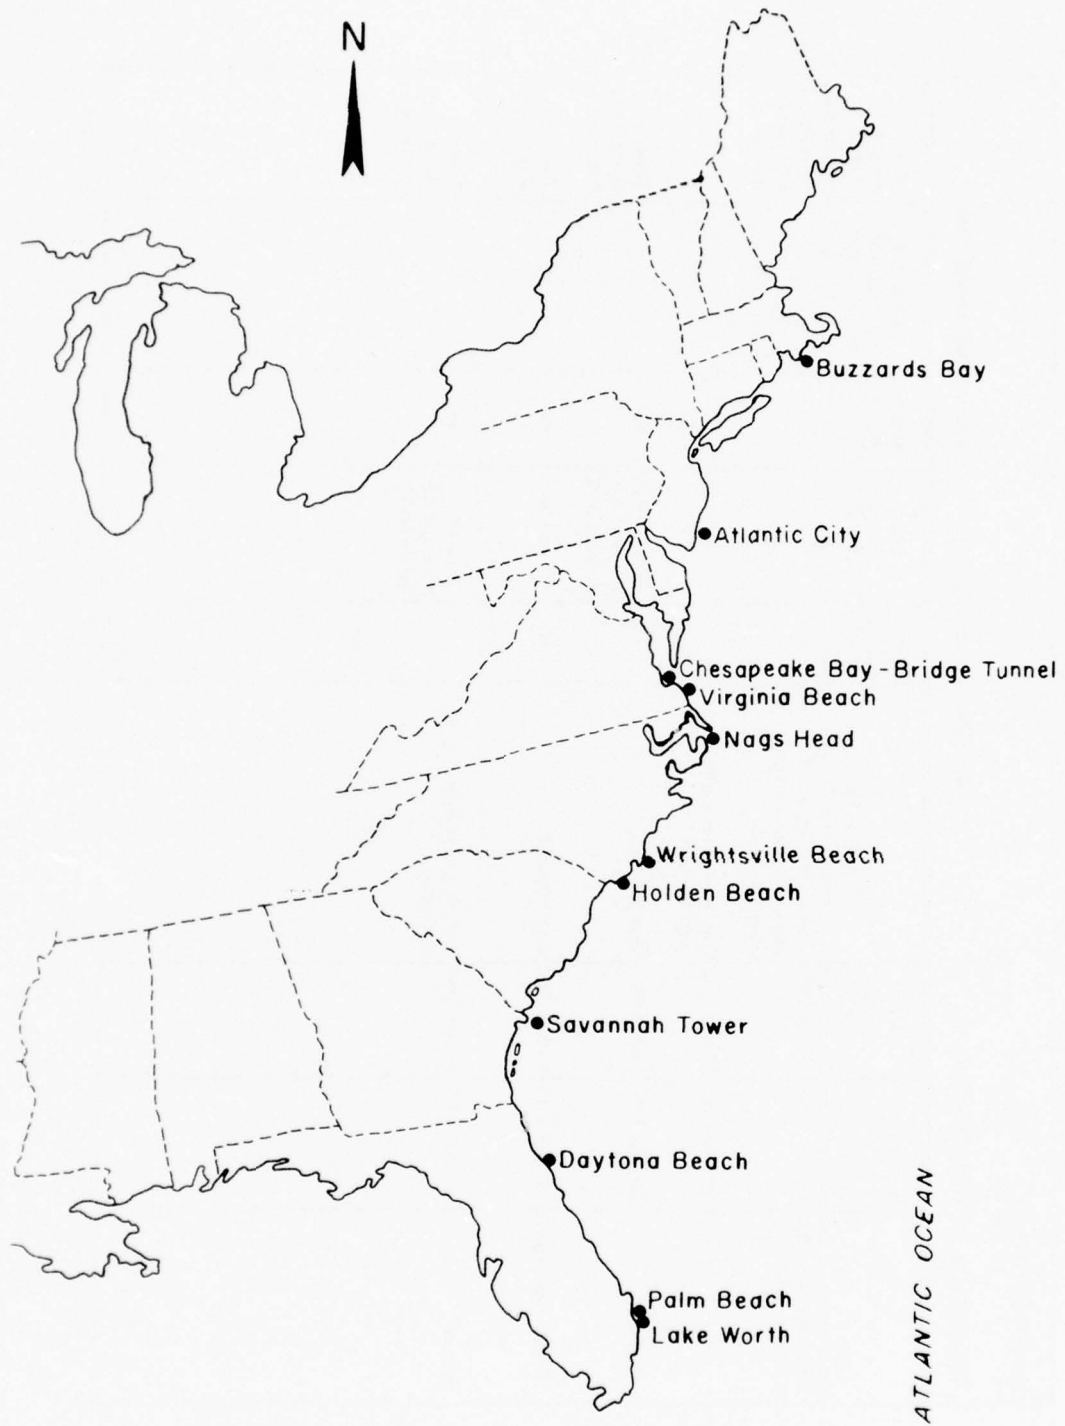 N
Buzzards Bay
Atlantic City
Chesapeake Bay-Bridge Tunnel
Virginia Beach
Nags Head
Wrightsville Beach
Holden Beach
Savannah Tower
Daytona Beach
Palm Beach
Lake Worth
ATLANTIC OCEAN